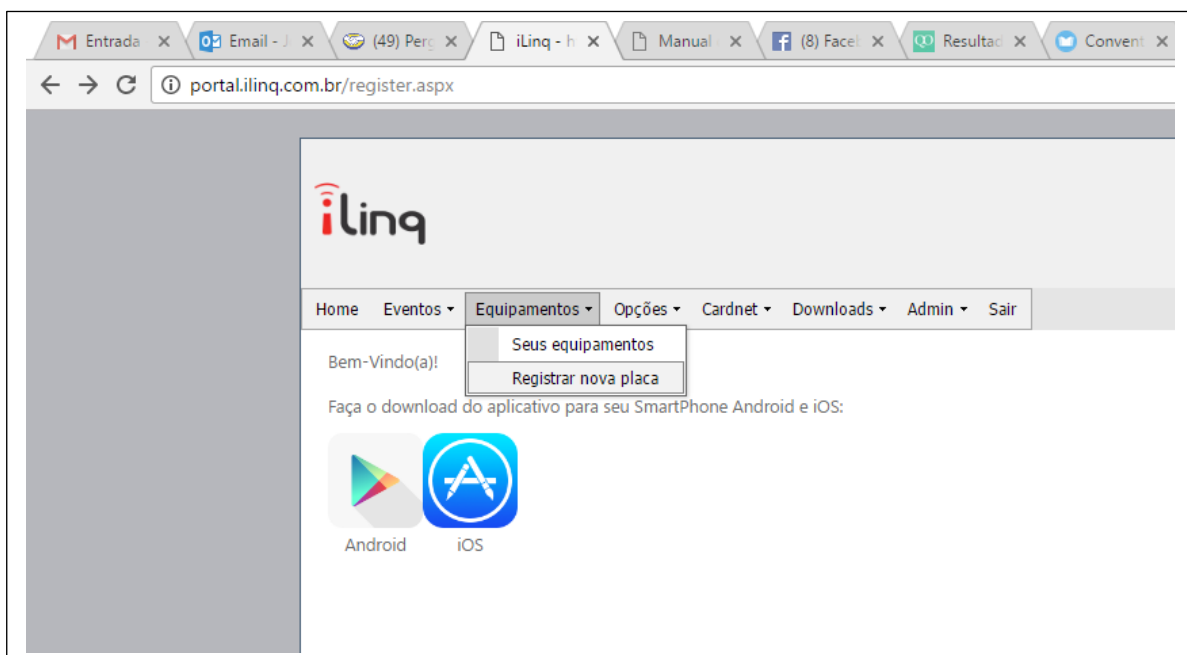 Entrada Email - J (49) Perg iLinq - h Manual (8) Faceb Resultad Convent
portal.ilinq.com.br/register.aspx
ilinq
Home Eventos Equipamentos Opções Cardnet Downloads Admin Sair
Seus equipamentos
Bem-Vindo(a)!
Registrar nova placa
Faça o download do aplicativo para seu SmartPhone Android e iOS:
Android iOS